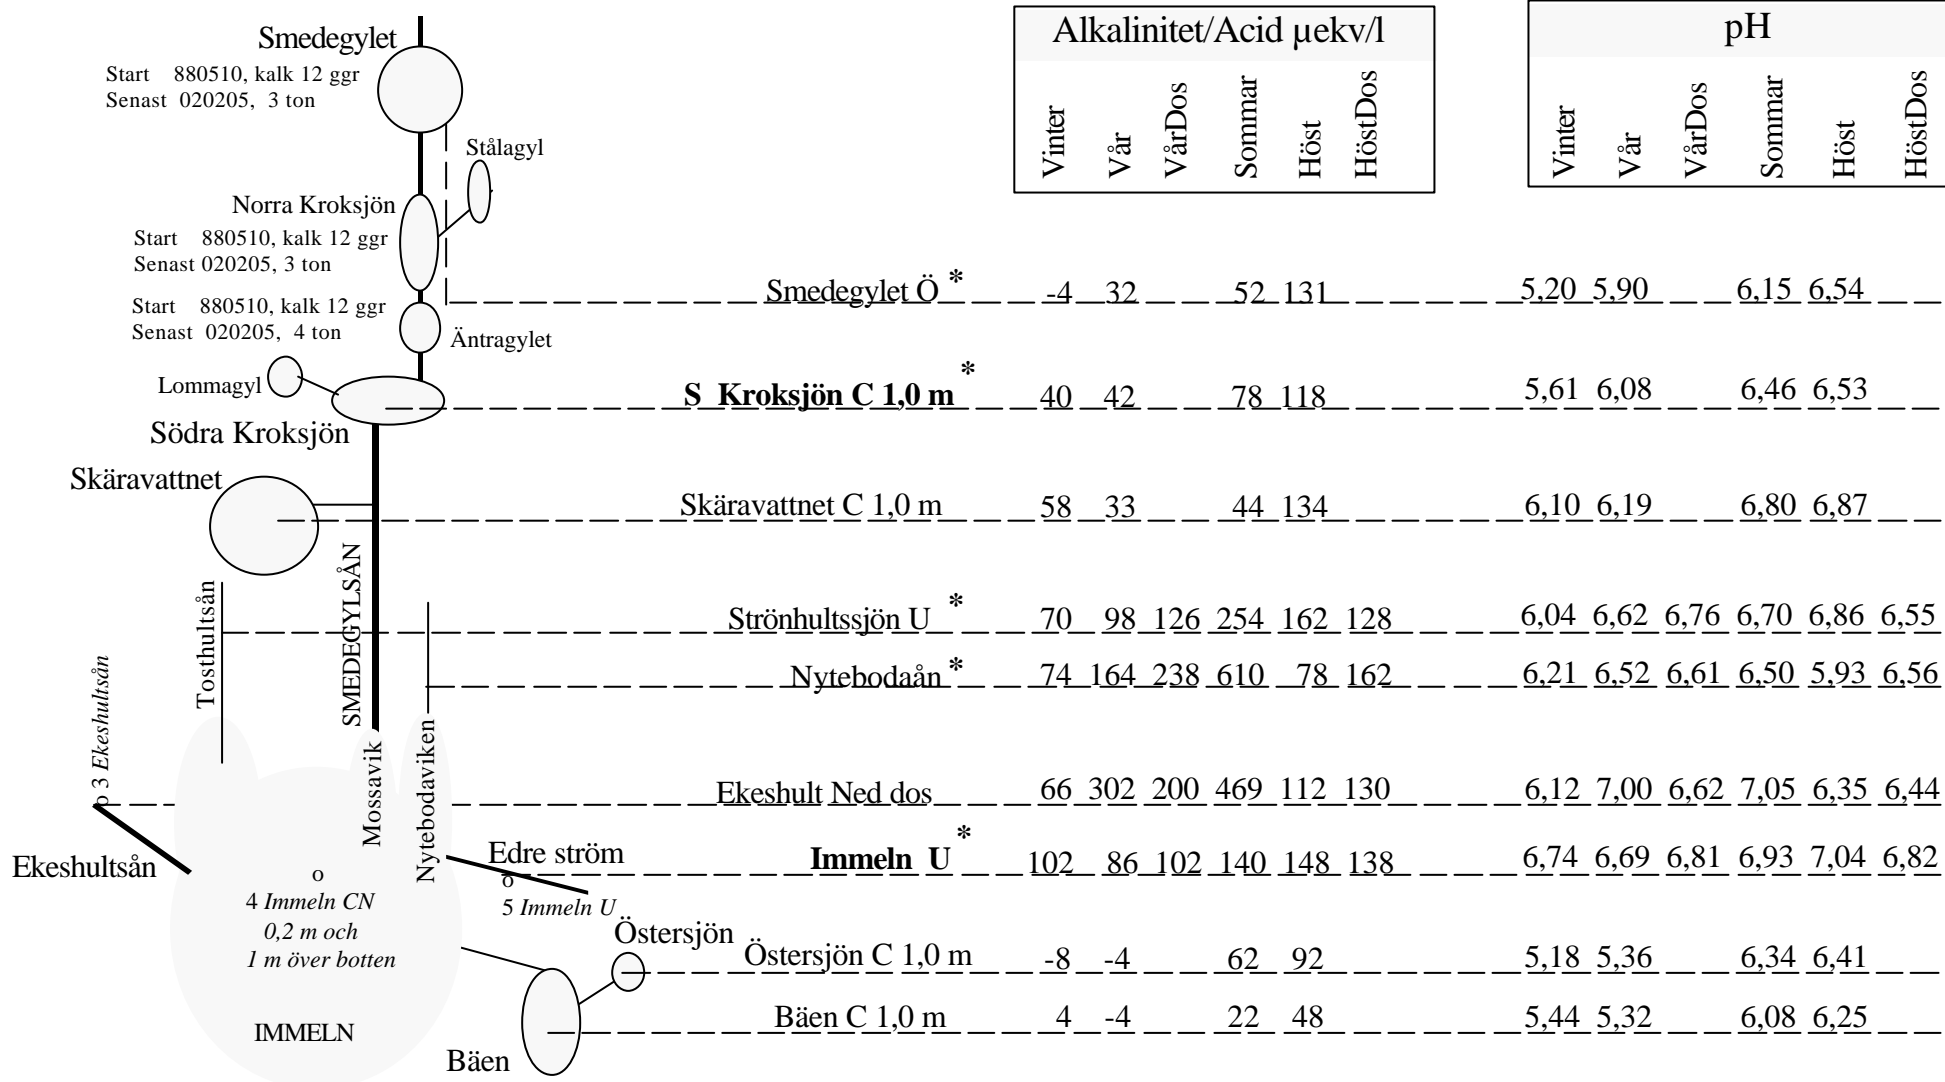 Alkalinitet/Acid µekv/l
pH
Vinter Vår VårDos Sommar Höst HöstDos
Vinter Vår VårDos Sommar Höst HöstDos
Smedegylet
Start 880510, kalk 12 ggr
Senast 020205, 3 ton
Stålagyl
Norra Kroksjön
Start 880510, kalk 12 ggr
Senast 020205, 3 ton
Smedegylet Ö * -4 32 52 131 5,20 5,90 6,15 6,54
Start 880510, kalk 12 ggr
Senast 020205, 4 ton
Äntragylet
Lommagyl
S Kroksjön C 1,0 m * 40 42 78 118 5,61 6,08 6,46 6,53
Södra Kroksjön
Skäravattnet
Skäravattnet C 1,0 m 58 33 44 134 6,10 6,19 6,80 6,87
SMEDEGYLSÅN
Tosthultsån
Strönhultssjön U * 70 98 126 254 162 128 6,04 6,62 6,76 6,70 6,86 6,55
Nytebodaån * 74 164 238 610 78 162 6,21 6,52 6,61 6,50 5,93 6,56
o 3 Ekeshultsån
Mossavik
Nytebodaviken
Ekeshult Ned dos 66 302 200 469 112 130 6,12 7,00 6,62 7,05 6,35 6,44
Ekeshultsån
Edre ström
Immeln U * 102 86 102 140 148 138 6,74 6,69 6,81 6,93 7,04 6,82
o
4 Immeln CN
0,2 m och
1 m över botten
o
5 Immeln U
Östersjön
Östersjön C 1,0 m -8 -4 62 92 5,18 5,36 6,34 6,41
IMMELN
Bäen C 1,0 m 4 -4 22 48 5,44 5,32 6,08 6,25
Bäen